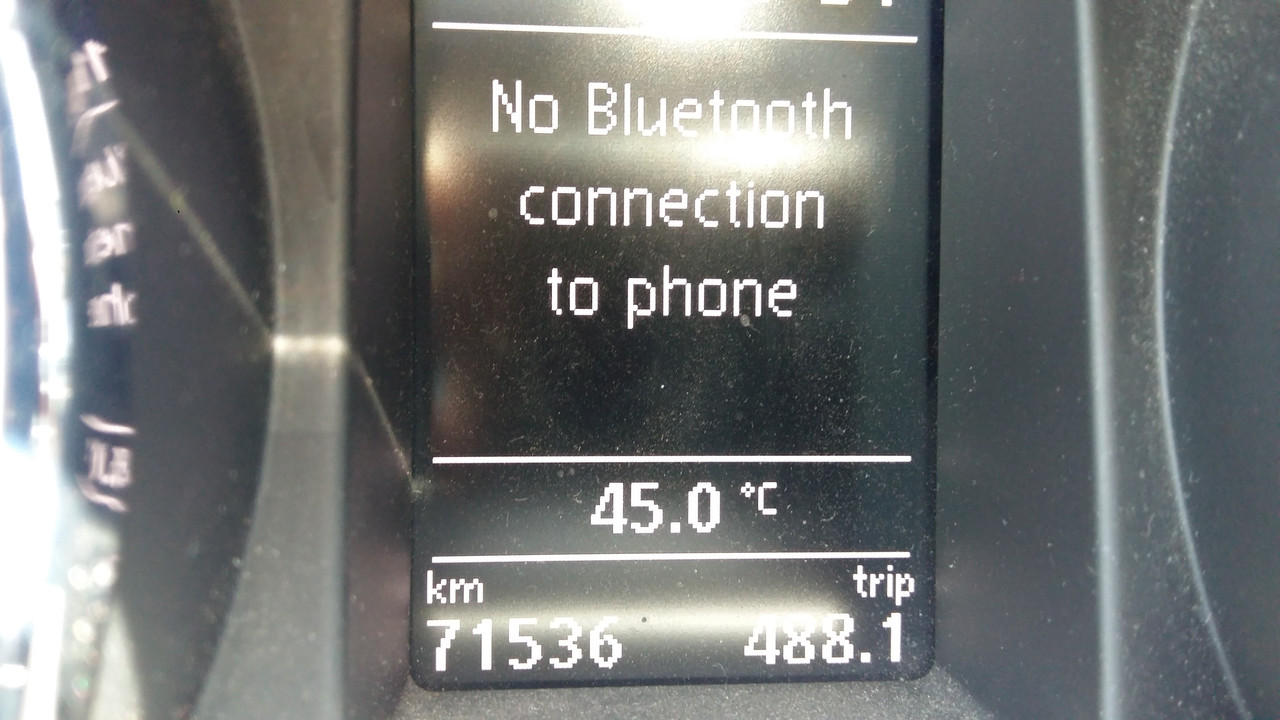 No Bluetooth
connection
to phone
45.0 °C
km trip
71536 488.1